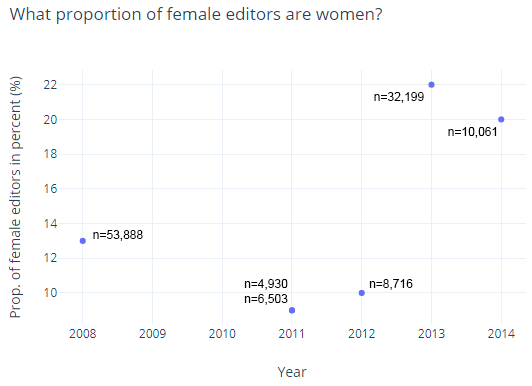 What proportion of female editors are women?
Prop. of female editors in percent (%)
22
20
18
16
14
12
10
n=32,199
n=10,061
n=53,888
n=4,930
n=6,503
n=8,716
2008 2009 2010 2011 2012 2013 2014
Year